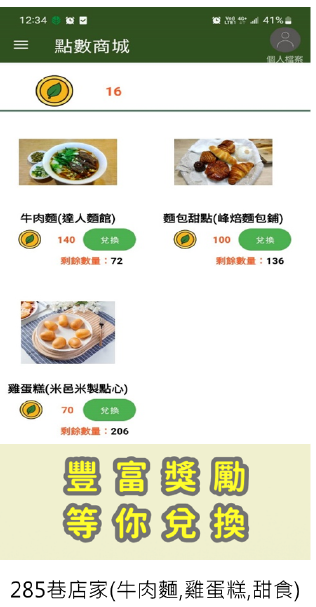 12:34
41%
點數商城
個人檔案
16
牛肉麵(達人麵館)
麵包甜點(峰焙麵包鋪)
140 兌換
100 兌換
剩餘數量：72
剩餘數量：136
雞蛋糕(米邑米製點心)
70 兌換
剩餘數量：206
豐富獎勵
等你兌換
285巷店家(牛肉麵,雞蛋糕,甜食)